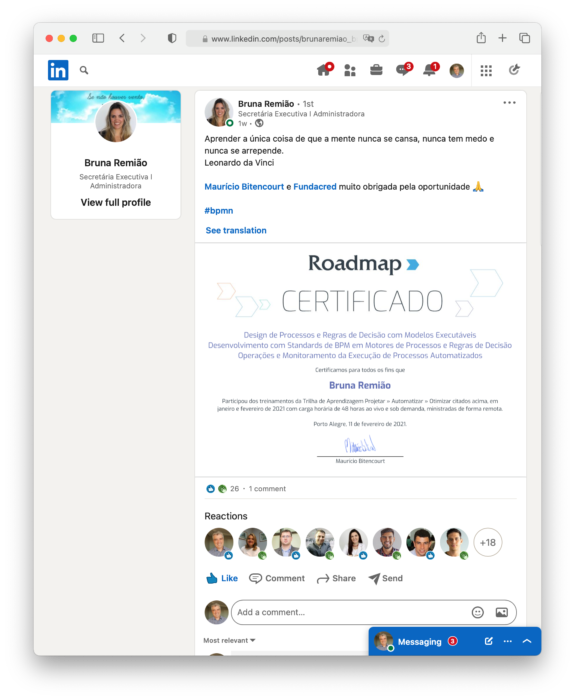 www.linkedin.com/posts/brunaremiao_b
in
3
1
Bruna Remião
Secretária Executiva I
Administradora
View full profile
Bruna Remião • 1st
Secretária Executiva I Administradora
1w •
Aprender a única coisa de que a mente nunca se cansa, nunca tem medo e
nunca se arrepende.
Leonardo da Vinci
Maurício Bitencourt e Fundacred muito obrigada pela oportunidade 🙏
#bpmn
See translation
Roadmap
CERTIFICADO
Design de Processos e Regras de Decisão com Modelos Executáveis
Desenvolvimento com Standards de BPM em Motores de Processos e Regras de Decisão
Operações e Monitoramento da Execução de Processos Automatizados
Certificamos para todos os fins que
Bruna Remião
Participou dos treinamentos da Trilha de Aprendizagem Projetar » Automatizar » Otimizar citados acima, em
janeiro e fevereiro de 2021 com carga horária de 48 horas ao vivo e sob demanda, ministradas de forma remota.
Porto Alegre, 11 de fevereiro de 2021.
Mauricio Bitencourt
26 • 1 comment
Reactions
+18
Like
Comment
Share
Send
Add a comment...
Most relevant
Messaging
3